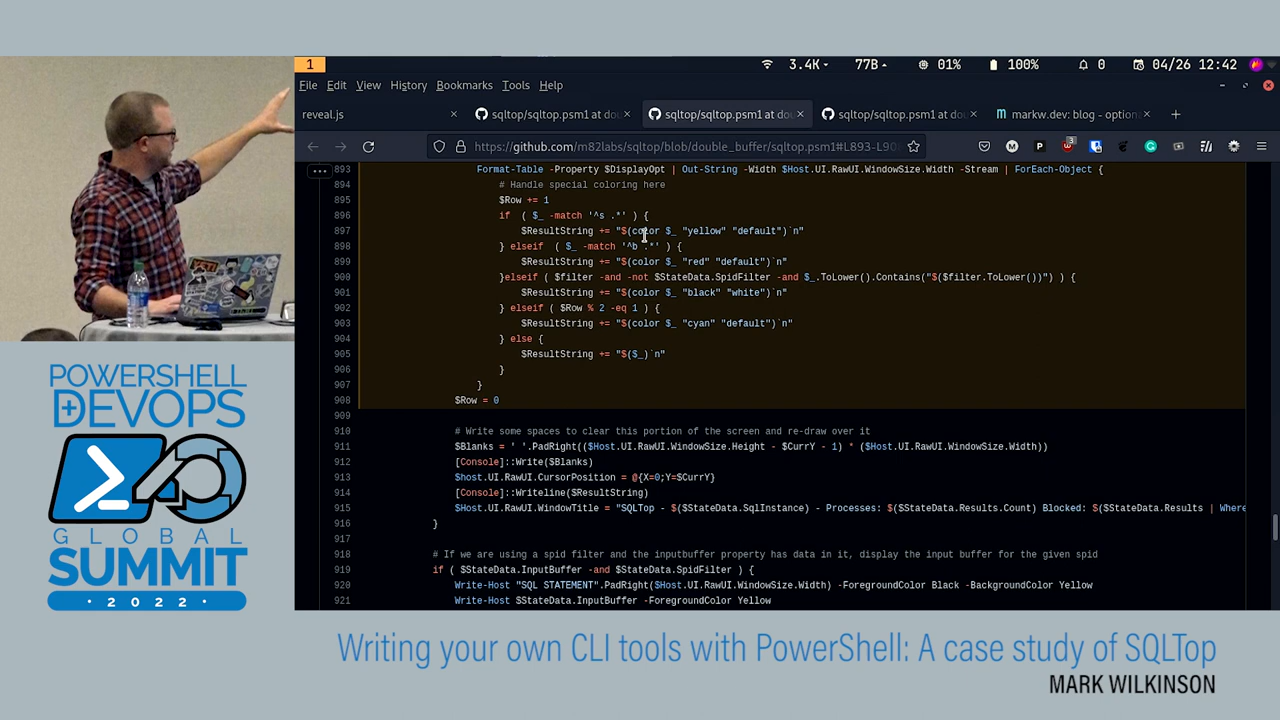 1
3.4K
77B
01%
100%
0
04/26 12:42
File Edit View History Bookmarks Tools Help
reveal.js
sqltop/sqltop.psm1 at do
sqltop/sqltop.psm1 at do
sqltop/sqltop.psm1 at do
markw.dev: blog - option
https://github.com/m82labs/sqltop/blob/double_buffer/sqltop.psm1#L893-L90
893 Format-Table -Property $DisplayOpt | Out-String -Width $Host.UI.RawUI.WindowSize.Width -Stream | ForEach-Object {
894 # Handle special coloring here
895 $Row += 1
896 if ( $_ -match '^s .*' ) {
897 $ResultString += "$(color $_ "yellow" "default")`n"
898 } elseif ( $_ -match '^b .*' ) {
899 $ResultString += "$(color $_ "red" "default")`n"
900 }elseif ( $filter -and -not $StateData.SpidFilter -and $_.ToLower().Contains("$($filter.ToLower())") ) {
901 $ResultString += "$(color $_ "black" "white")`n"
902 } elseif ( $Row % 2 -eq 1 ) {
903 $ResultString += "$(color $_ "cyan" "default")`n"
904 } else {
905 $ResultString += "$($_)`n"
906 }
907 }
908 $Row = 0
909
910 # Write some spaces to clear this portion of the screen and re-draw over it
911 $Blanks = ' '.PadRight(($Host.UI.RawUI.WindowSize.Height - $CurrY - 1) * ($Host.UI.RawUI.WindowSize.Width))
912 [Console]::Write($Blanks)
913 $host.UI.RawUI.CursorPosition = @{X=0;Y=$CurrY}
914 [Console]::Writeline($ResultString)
915 $Host.UI.RawUI.WindowTitle = "SQLTop - $($StateData.SqlInstance) - Processes: $($StateData.Results.Count) Blocked: $($StateData.Results | Where
916 }
917
918 # If we are using a spid filter and the inputbuffer property has data in it, display the input buffer for the given spid
919 if ( $StateData.InputBuffer -and $StateData.SpidFilter ) {
920 Write-Host "SQL STATEMENT".PadRight($Host.UI.RawUI.WindowSize.Width) -ForegroundColor Black -BackgroundColor Yellow
921 Write-Host $StateData.InputBuffer -ForegroundColor Yellow
YETI
POWERSHELL
+DEVOPS
GLOBAL
SUMMIT
· 2022 ·
Writing your own CLI tools with PowerShell: A case study of SQLTop
MARK WILKINSON